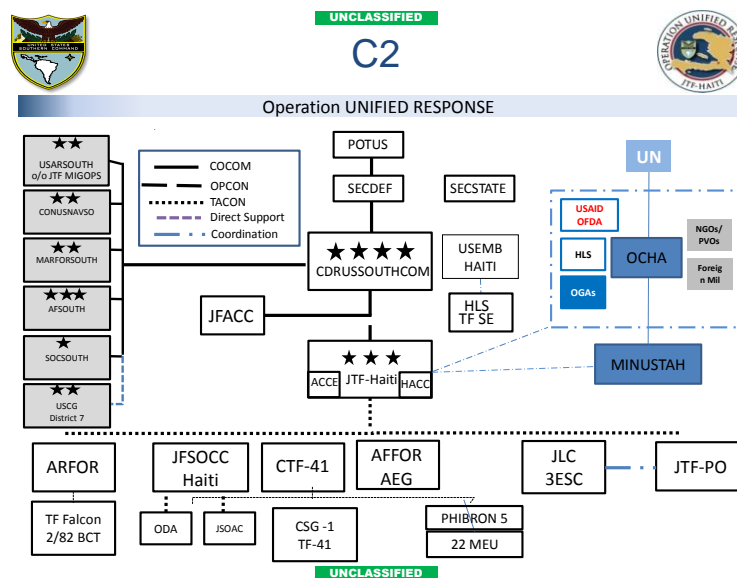 UNCLASSIFIED
UNITED STATES
SOUTHERN COMMAND
C2
OPERATION UNIFIED RESPONSE
JTF-HAITI
Operation UNIFIED RESPONSE
USARSOUTH
o/o JTF MIGOPS
CONUSNAVSO
MARFORSOUTH
AFSOUTH
SOCSOUTH
USCG
District 7
COCOM
OPCON
TACON
Direct Support
Coordination
POTUS
SECDEF
SECSTATE
CDRUSSOUTHCOM
USEMB
HAITI
JFACC
HLS
TF SE
JTF-Haiti
ACCE
HACC
UN
USAID
OFDA
HLS
OGAs
OCHA
NGOs/
PVOs
Foreig
n Mil
MINUSTAH
ARFOR
JFSOCC
Haiti
CTF-41
AFFOR
AEG
JLC
3ESC
JTF-PO
TF Falcon
2/82 BCT
ODA
JSOAC
CSG -1
TF-41
PHIBRON 5
22 MEU
UNCLASSIFIED